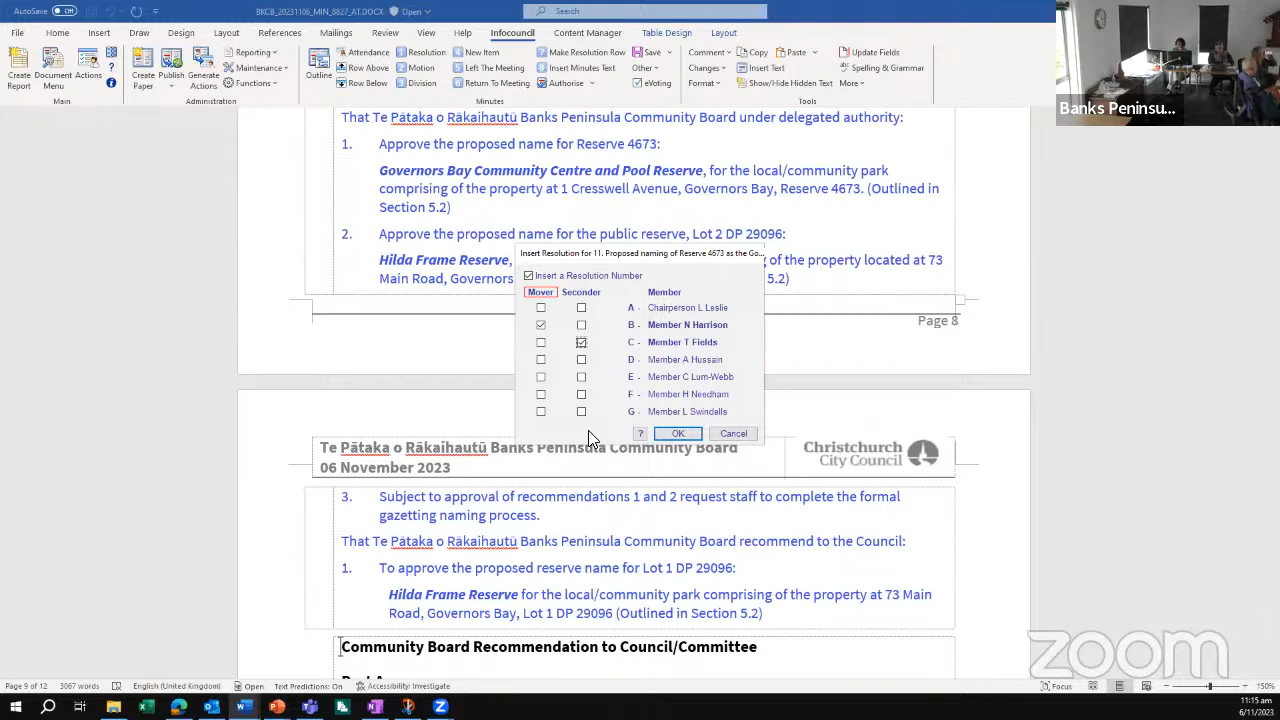 AutoSave Off
BKCB_20231106_MIN_8827_AT.DOCX
Open
Search
File Home Insert Draw Design Layout References Mailings Review View Help Infocouncil Content Manager Table Design Layout
Create Report
Document Menu
Actions
Main
Create Paper
Publish
Generate Actions
Reporting
Maintenance
Functions
Administration
Outline
Attendance
Row Above
Row Below
1 Resolution
2 Motion
3 Division
4 New Item
5 Left The Meeting
6 Return To Meeting
7 Make Resolution Row
8 Insert Minutes Text
Authorise
Save
Other
eVoting
Minutes
Comment
Changes
Format
Copy
Insert Text
Show/Hide Hidden Text
Paste
Update Fields
Spelling & Grammar
More
Tools
Banks Peninsu...
That Te Pātaka o Rākaihautū Banks Peninsula Community Board under delegated authority:
1. Approve the proposed name for Reserve 4673:
Governors Bay Community Centre and Pool Reserve, for the local/community park
comprising of the property at 1 Cresswell Avenue, Governors Bay, Reserve 4673. (Outlined in
Section 5.2)
2. Approve the proposed name for the public reserve, Lot 2 DP 29096:
Hilda Frame Reserve, ng of the property located at 73
Main Road, Governors 5.2)
Page 8
Insert Resolution for 11. Proposed naming of Reserve 4673 as the Go...
Insert a Resolution Number
Mover Seconder Member
A - Chairperson L Leslie
B - Member N Harrison
C - Member T Fields
D - Member A Hussain
E - Member C Lum-Webb
F - Member H Needham
G - Member L Swindells
? OK Cancel
Te Pātaka o Rākaihautū Banks Peninsula Community Board
06 November 2023
Christchurch
City Council
3. Subject to approval of recommendations 1 and 2 request staff to complete the formal
gazetting naming process.
That Te Pātaka o Rākaihautū Banks Peninsula Community Board recommend to the Council:
1. To approve the proposed reserve name for Lot 1 DP 29096:
Hilda Frame Reserve for the local/community park comprising of the property at 73 Main
Road, Governors Bay, Lot 1 DP 29096 (Outlined in Section 5.2)
Community Board Recommendation to Council/Committee
zoom
Page 9 of 12 3067 words English (United Kingdom) Open Text Predictions: On Accessibility: Investigate Focus 150%
11:15 am
6/11/2023